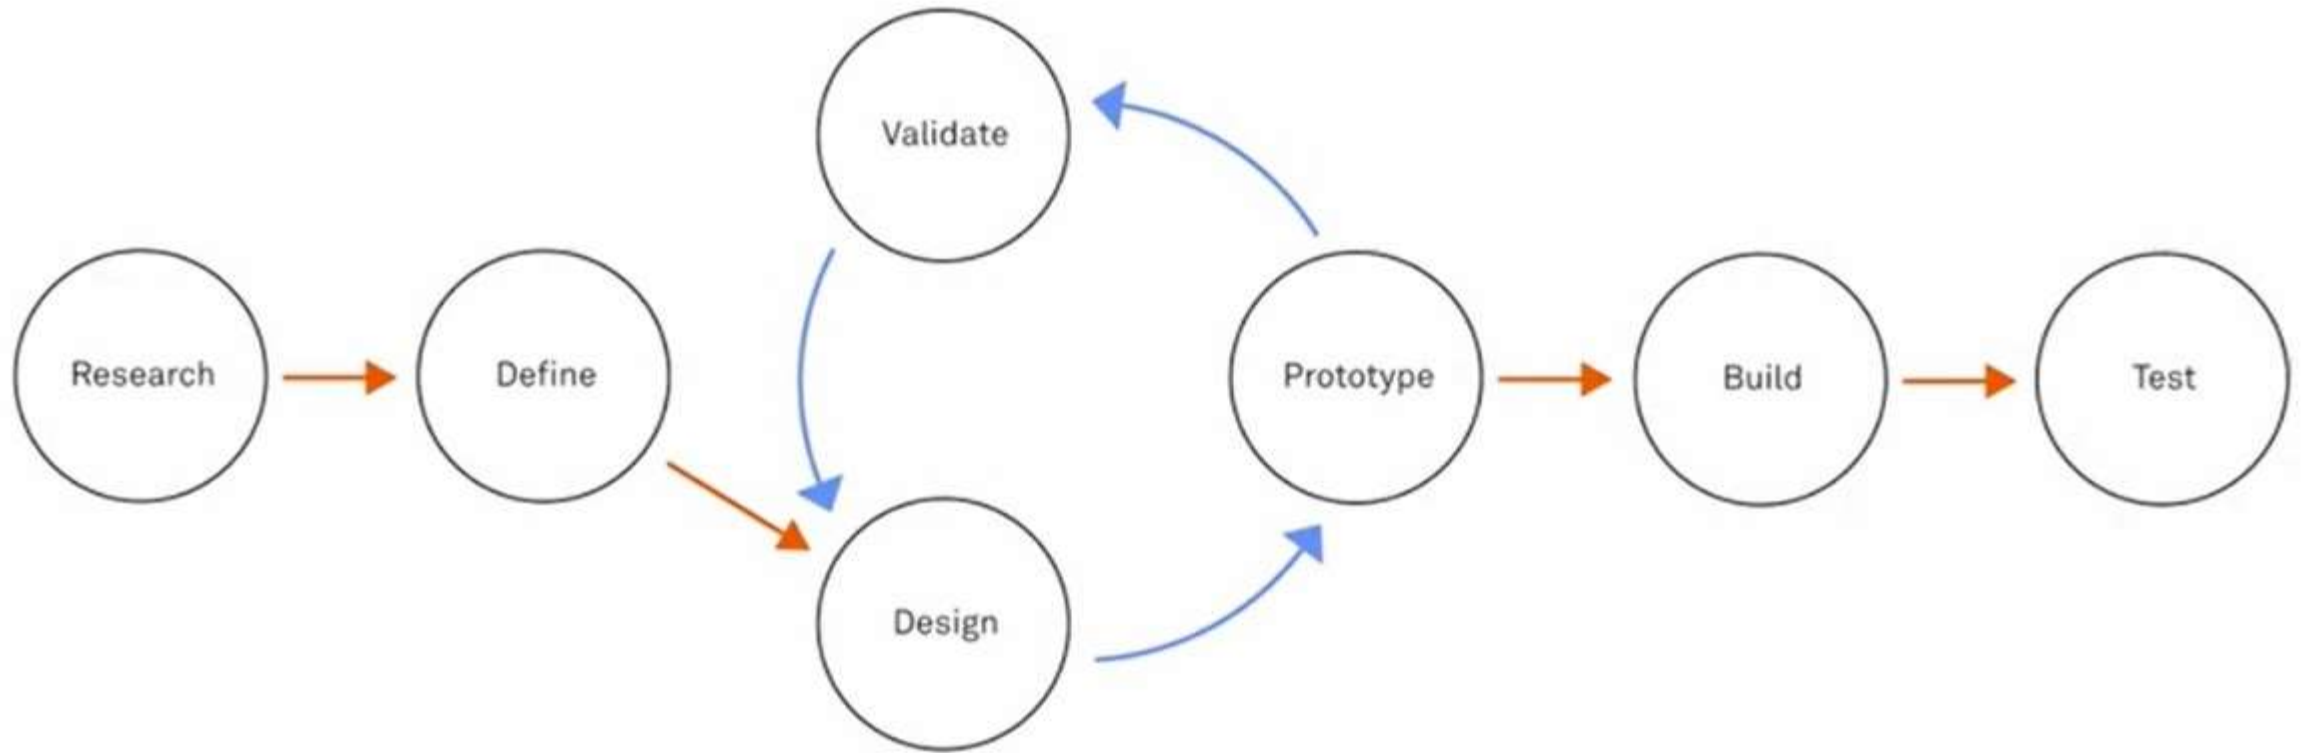 Research
Define
Validate
Design
Prototype
Build
Test